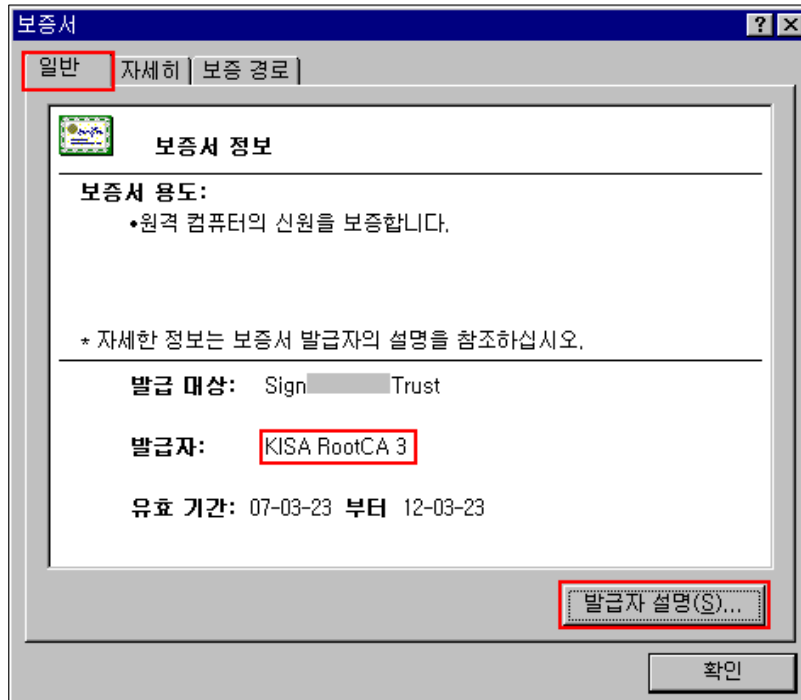 보증서
일반 자세히 보증 경로
보증서 정보
보증서 용도:
•원격 컴퓨터의 신원을 보증합니다.
* 자세한 정보는 보증서 발급자의 설명을 참조하십시오.
발급 대상: Sign Trust
발급자: KISA RootCA 3
유효 기간: 07-03-23 부터 12-03-23
발급자 설명(S)...
확인